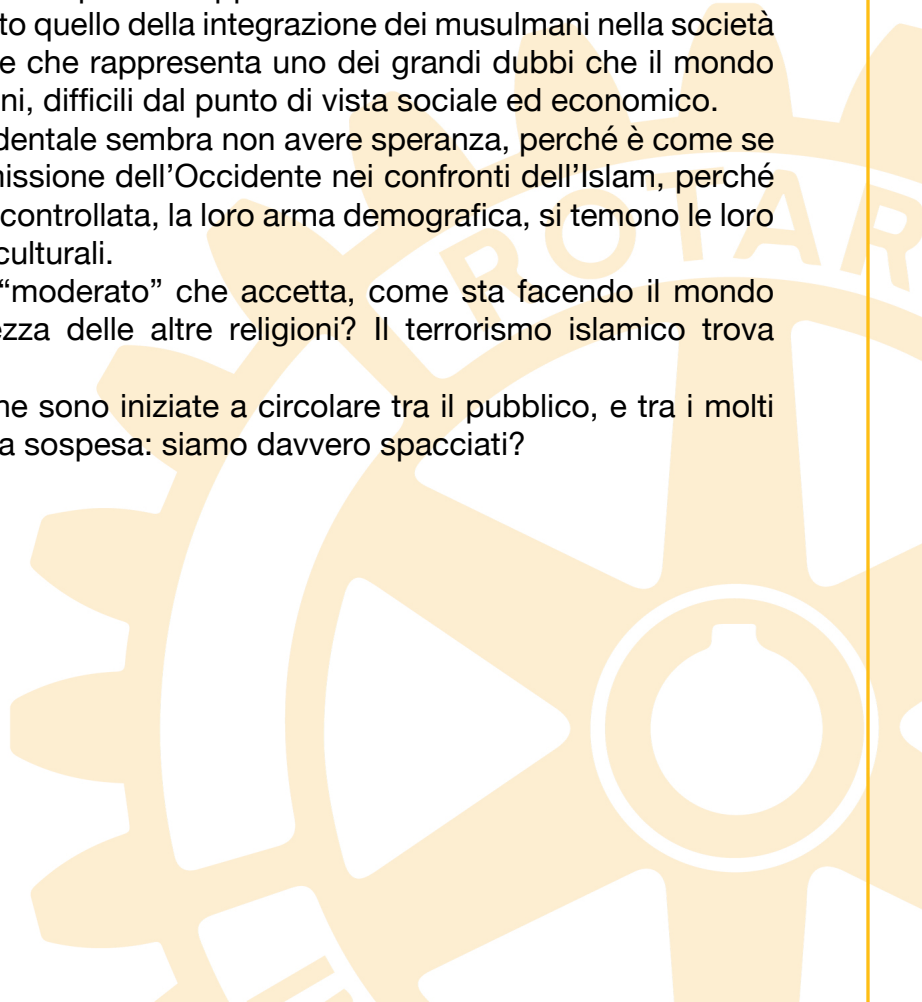 to quello della integrazione dei musulmani nella società
e che rappresenta uno dei grandi dubbi che il mondo
ni, difficili dal punto di vista sociale ed economico.
dentale sembra non avere speranza, perché è come se
nissione dell’Occidente nei confronti dell’Islam, perché
controllata, la loro arma demografica, si temono le loro
culturali.
“moderato” che accetta, come sta facendo il mondo
ezza delle altre religioni? Il terrorismo islamico trova
ne sono iniziate a circolare tra il pubblico, e tra i molti
a sospesa: siamo davvero spacciati?
ROTAR